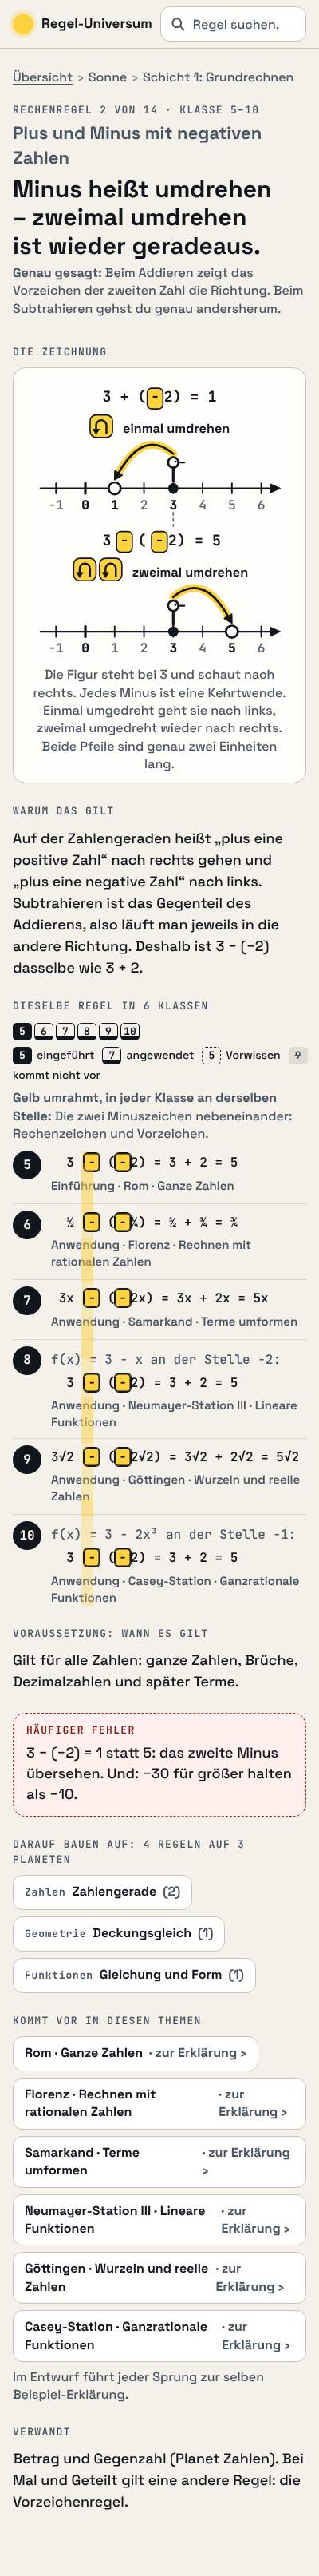 Regel-Universum
Regel suchen,
Übersicht > Sonne > Schicht 1: Grundrechnen
RECHENREGEL 2 VON 14 · KLASSE 5–10
Plus und Minus mit negativen
Zahlen
Minus heißt umdrehen
– zweimal umdrehen
ist wieder geradeaus.
Genau gesagt: Beim Addieren zeigt das
Vorzeichen der zweiten Zahl die Richtung. Beim
Subtrahieren gehst du genau andersherum.
DIE ZEICHNUNG
3 + (-2) = 1
einmal umdrehen
-1 0 1 2 3 4 5 6
3 - (-2) = 5
zweimal umdrehen
-1 0 1 2 3 4 5 6
Die Figur steht bei 3 und schaut nach
rechts. Jedes Minus ist eine Kehrtwende.
Einmal umgedreht geht sie nach links,
zweimal umgedreht wieder nach rechts.
Beide Pfeile sind genau zwei Einheiten
lang.
WARUM DAS GILT
Auf der Zahlengeraden heißt „plus eine
positive Zahl“ nach rechts gehen und
„plus eine negative Zahl“ nach links.
Subtrahieren ist das Gegenteil des
Addierens, also läuft man jeweils in die
andere Richtung. Deshalb ist 3 − (−2)
dasselbe wie 3 + 2.
DIESELBE REGEL IN 6 KLASSEN
5 6 7 8 9 10
5 eingeführt 7 angewendet 5 Vorwissen 9
kommt nicht vor
Gelb umrahmt, in jeder Klasse an derselben
Stelle: Die zwei Minuszeichen nebeneinander:
Rechenzeichen und Vorzeichen.
5 3 - (-2) = 3 + 2 = 5
Einführung · Rom · Ganze Zahlen
6 ½ - (-¼) = ½ + ¼ = ¾
Anwendung · Florenz · Rechnen mit
rationalen Zahlen
7 3x - (-2x) = 3x + 2x = 5x
Anwendung · Samarkand · Terme umformen
8 f(x) = 3 - x an der Stelle -2:
3 - (-2) = 3 + 2 = 5
Anwendung · Neumayer-Station III · Lineare
Funktionen
9 3√2 - (-2√2) = 3√2 + 2√2 = 5√2
Anwendung · Göttingen · Wurzeln und reelle
Zahlen
10 f(x) = 3 - 2x³ an der Stelle -1:
3 - (-2) = 3 + 2 = 5
Anwendung · Casey-Station · Ganzrationale
Funktionen
VORAUSSETZUNG: WANN ES GILT
Gilt für alle Zahlen: ganze Zahlen, Brüche,
Dezimalzahlen und später Terme.
HÄUFIGER FEHLER
3 − (−2) = 1 statt 5: das zweite Minus
übersehen. Und: −30 für größer halten
als −10.
DARAUF BAUEN AUF: 4 REGELN AUF 3
PLANETEN
Zahlen Zahlengerade (2)
Geometrie Deckungsgleich (1)
Funktionen Gleichung und Form (1)
KOMMT VOR IN DIESEN THEMEN
Rom · Ganze Zahlen · zur Erklärung >
Florenz · Rechnen mit · zur
rationalen Zahlen Erklärung >
Samarkand · Terme · zur Erklärung
umformen >
Neumayer-Station III · Lineare · zur
Funktionen Erklärung >
Göttingen · Wurzeln und reelle · zur
Zahlen Erklärung >
Casey-Station · Ganzrationale · zur
Funktionen Erklärung >
Im Entwurf führt jeder Sprung zur selben
Beispiel-Erklärung.
VERWANDT
Betrag und Gegenzahl (Planet Zahlen). Bei
Mal und Geteilt gilt eine andere Regel: die
Vorzeichenregel.